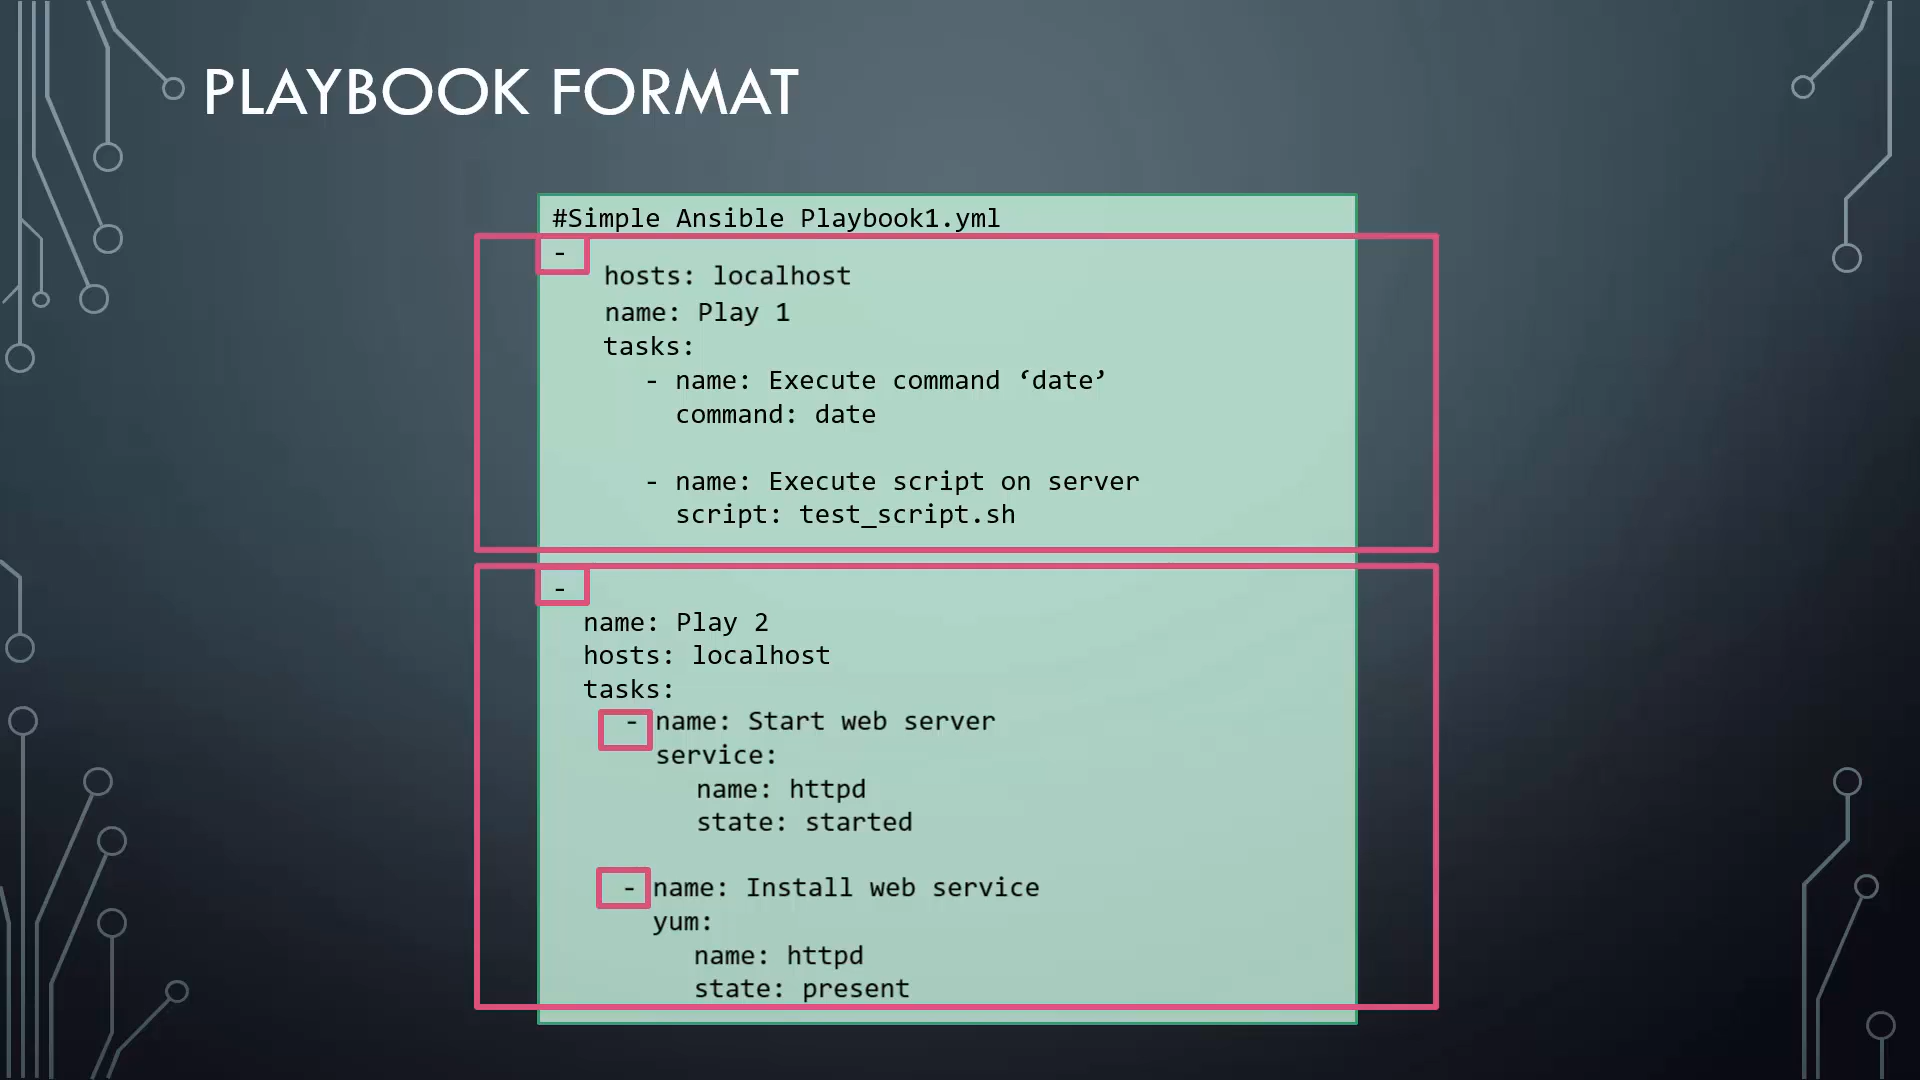 PLAYBOOK FORMAT
#Simple Ansible Playbook1.yml
-
hosts: localhost
name: Play 1
tasks:
- name: Execute command ‘date’
command: date
- name: Execute script on server
script: test_script.sh
-
name: Play 2
hosts: localhost
tasks:
- name: Start web server
service:
name: httpd
state: started
- name: Install web service
yum:
name: httpd
state: present